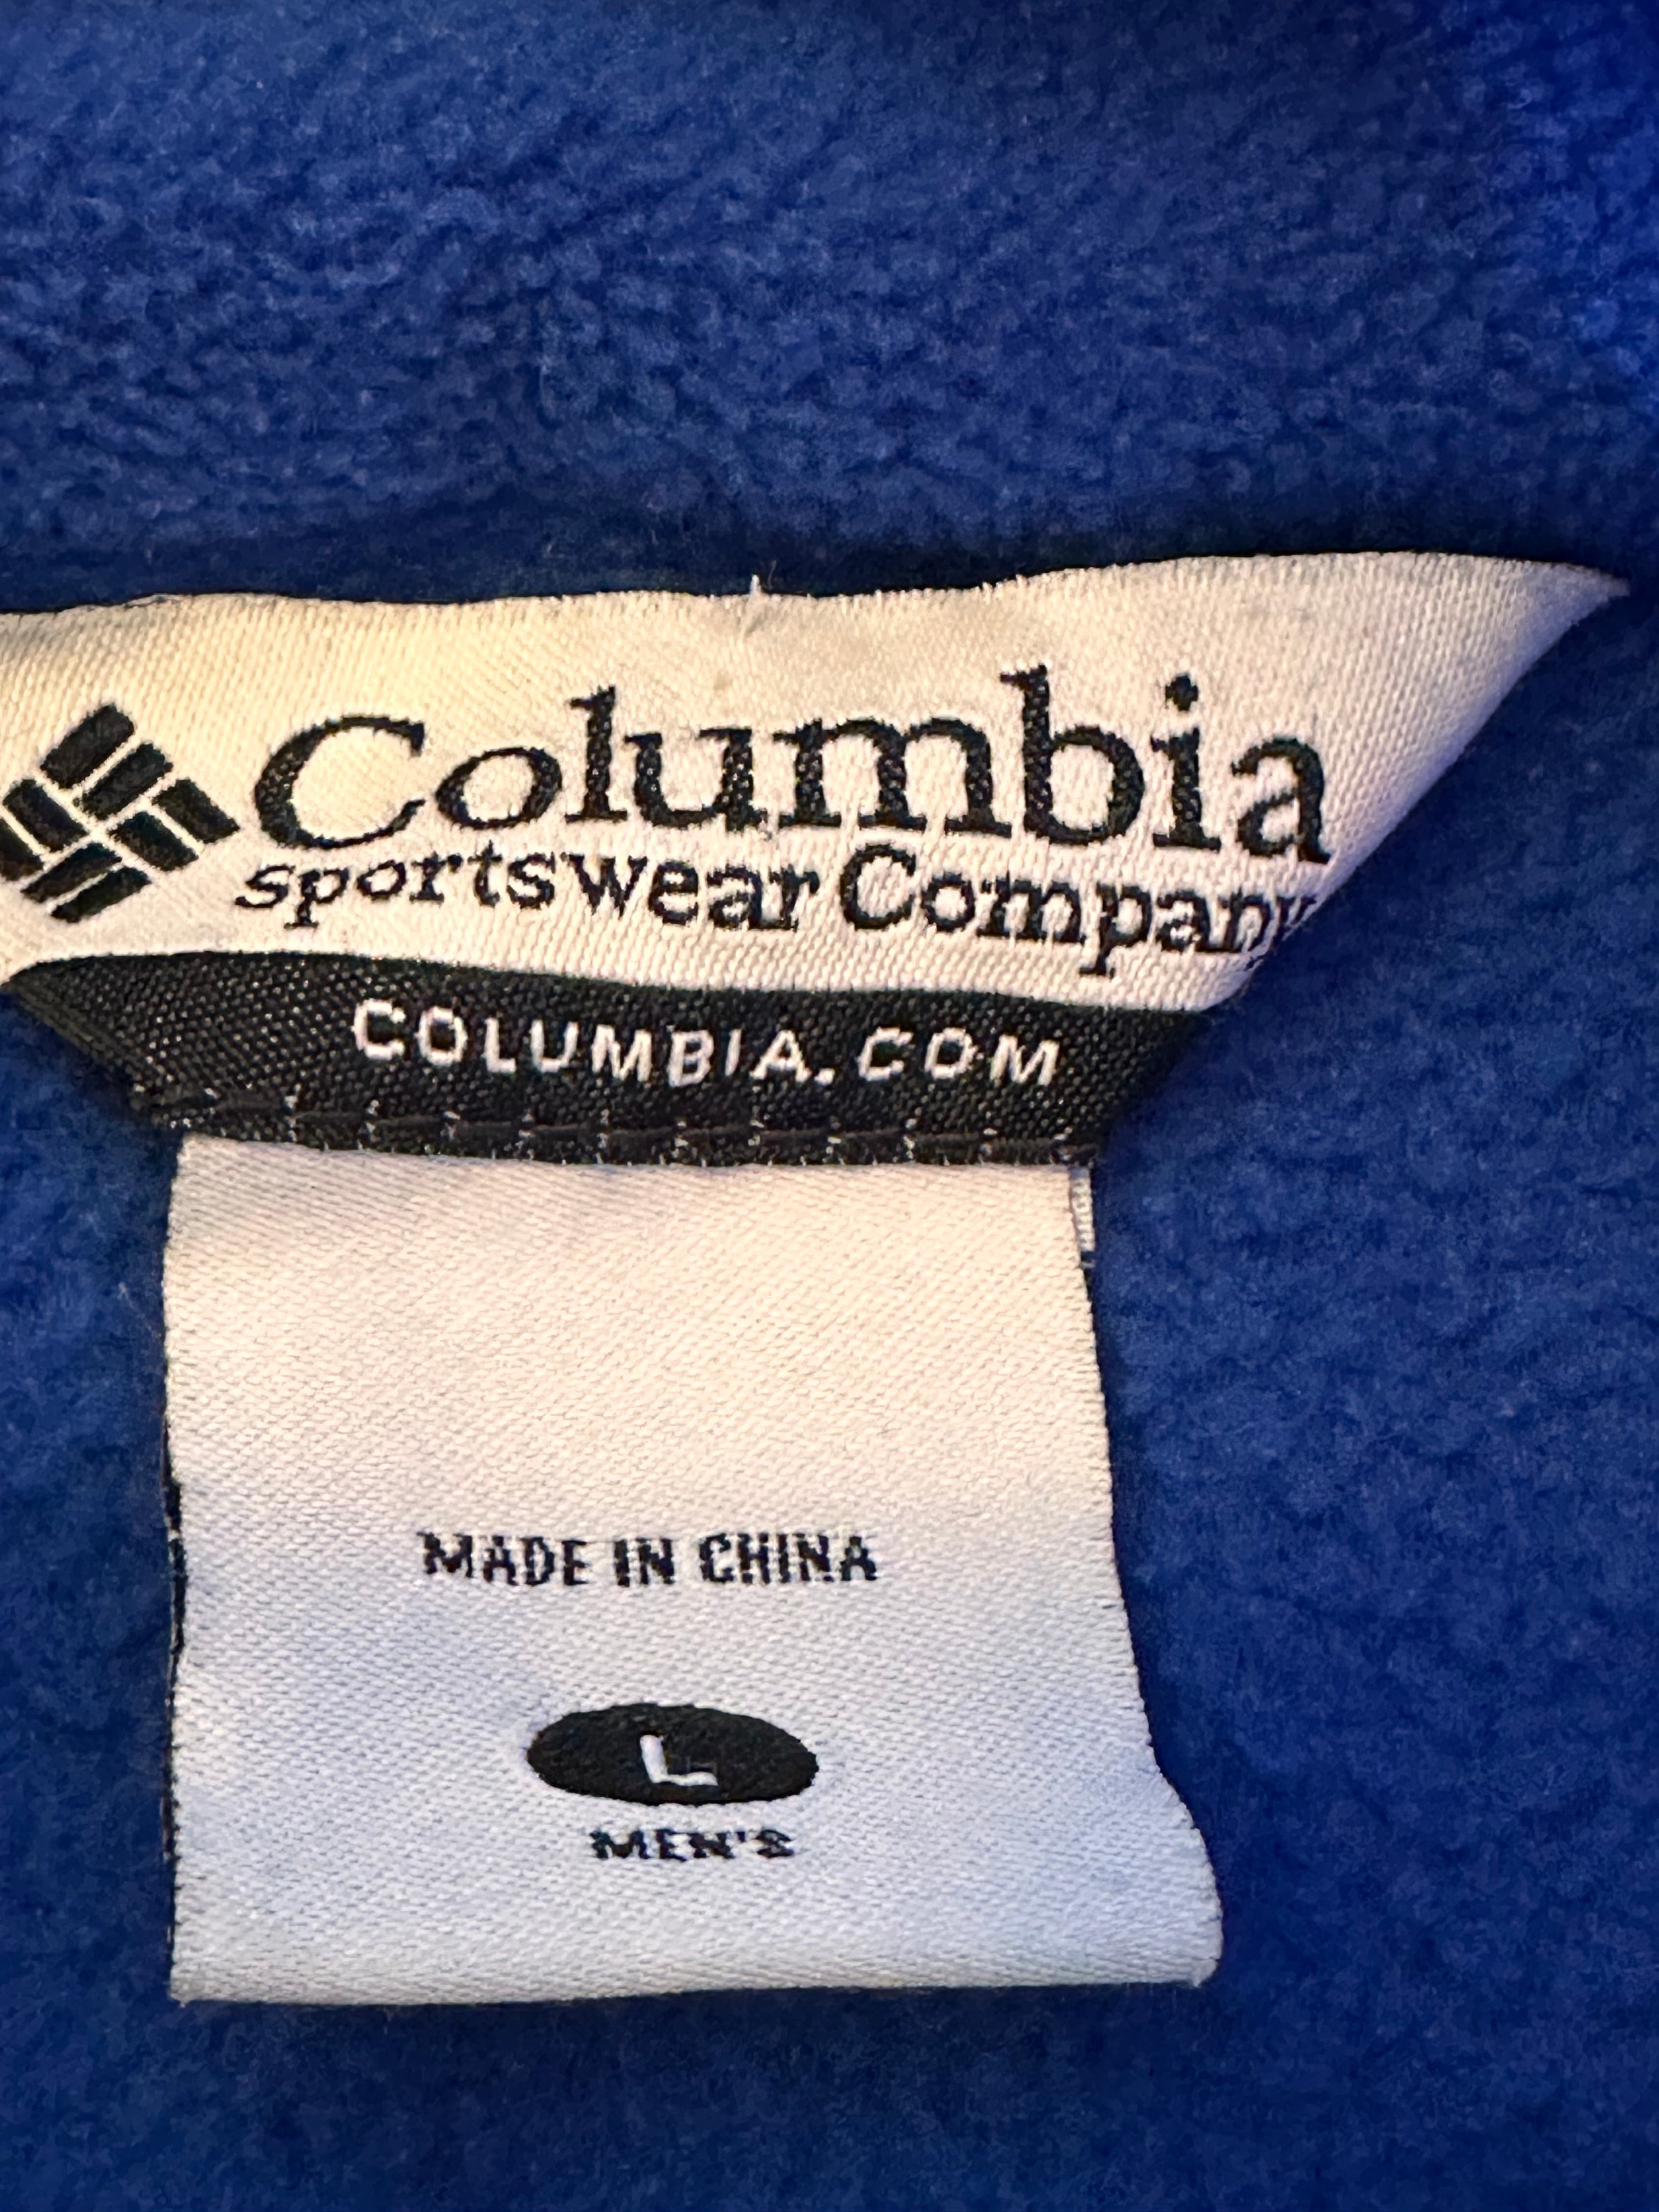 Columbia
sportswear Company
COLUMBIA.COM
MADE IN CHINA
L
MEN'S